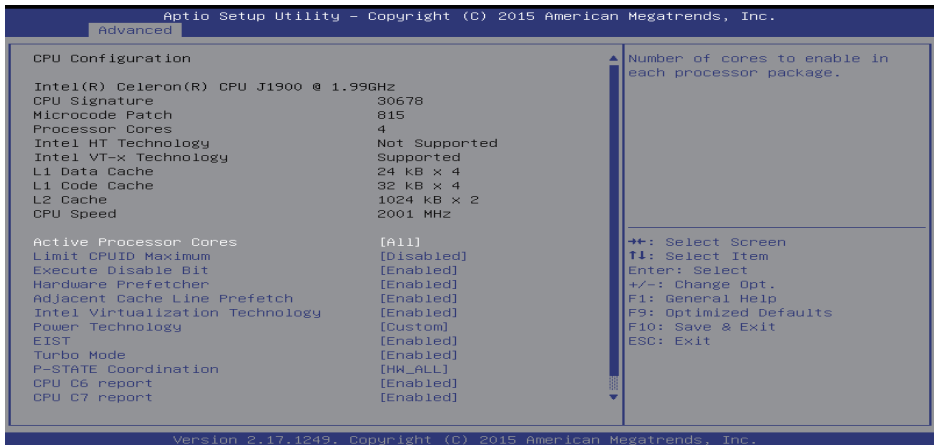 Aptio Setup Utility – Copyright (C) 2015 American Megatrends, Inc.
Advanced
CPU Configuration
Intel(R) Celeron(R) CPU J1900 @ 1.99GHz
CPU Signature 30678
Microcode Patch 815
Processor Cores 4
Intel HT Technology Not Supported
Intel VT-x Technology Supported
L1 Data Cache 24 kB x 4
L1 Code Cache 32 kB x 4
L2 Cache 1024 kB x 2
CPU Speed 2001 MHz
Active Processor Cores [All]
Limit CPUID Maximum [Disabled]
Execute Disable Bit [Enabled]
Hardware Prefetcher [Enabled]
Adjacent Cache Line Prefetch [Enabled]
Intel Virtualization Technology [Enabled]
Power Technology [Custom]
EIST [Enabled]
Turbo Mode [Enabled]
P-STATE Coordination [HW_ALL]
CPU C6 report [Enabled]
CPU C7 report [Enabled]
Number of cores to enable in
each processor package.
→←: Select Screen
↑↓: Select Item
Enter: Select
+/-: Change Opt.
F1: General Help
F9: Optimized Defaults
F10: Save & Exit
ESC: Exit
Version 2.17.1249. Copyright (C) 2015 American Megatrends, Inc.